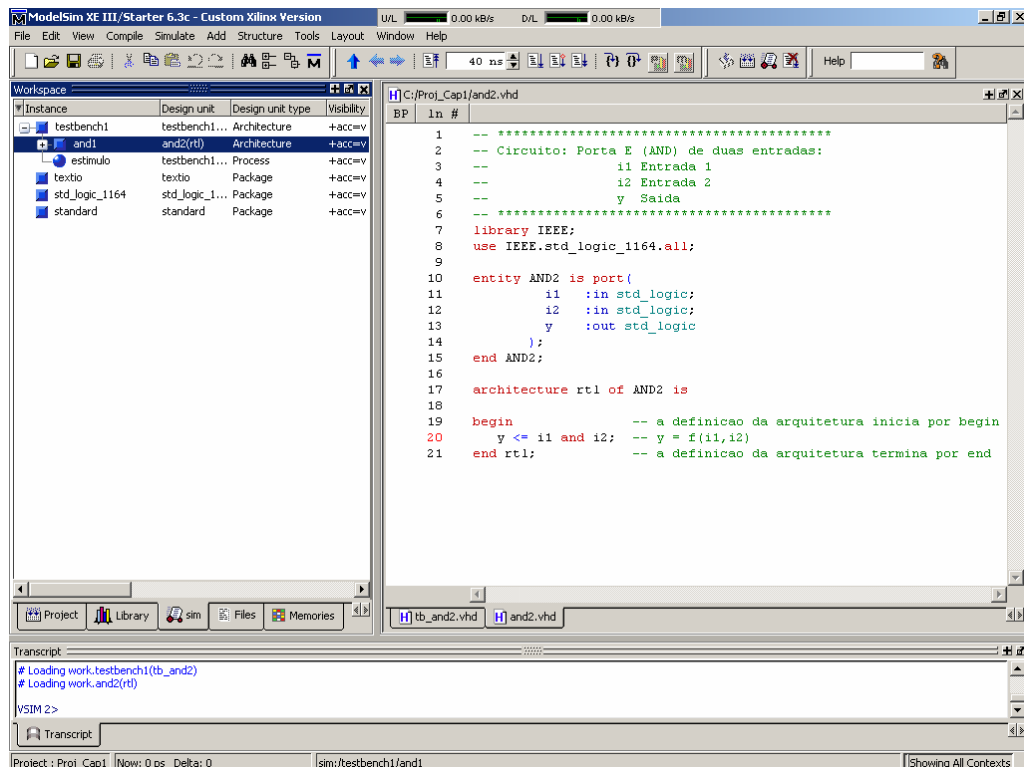 ModelSim XE III/Starter 6.3c - Custom Xilinx Version
U/L 0.00 kB/s D/L 0.00 kB/s
File Edit View Compile Simulate Add Structure Tools Layout Window Help
40 ns
Help
Workspace
Instance Design unit Design unit type Visibility
testbench1 testbench1... Architecture +acc=v
and1 and2(rtl) Architecture +acc=v
estimulo testbench1... Process +acc=v
textio textio Package +acc=v
std_logic_1164 std_logic_1... Package +acc=v
standard standard Package +acc=v
Project Library sim Files Memories
C:/Proj_Cap1/and2.vhd
BP ln #
1 -- ******************************************
2 -- Circuito: Porta E (AND) de duas entradas:
3 -- i1 Entrada 1
4 -- i2 Entrada 2
5 -- y Saida
6 -- ******************************************
7 library IEEE;
8 use IEEE.std_logic_1164.all;
9
10 entity AND2 is port(
11 i1 :in std_logic;
12 i2 :in std_logic;
13 y :out std_logic
14 );
15 end AND2;
16
17 architecture rtl of AND2 is
18
19 begin -- a definicao da arquitetura inicia por begin
20 y <= i1 and i2; -- y = f(i1,i2)
21 end rtl; -- a definicao da arquitetura termina por end
tb_and2.vhd and2.vhd
Transcript
# Loading work.testbench1(tb_and2)
# Loading work.and2(rtl)
VSIM 2>
Transcript
Project : Proj_Cap1 Now: 0 ps Delta: 0 sim:/testbench1/and1 Showing All Contexts